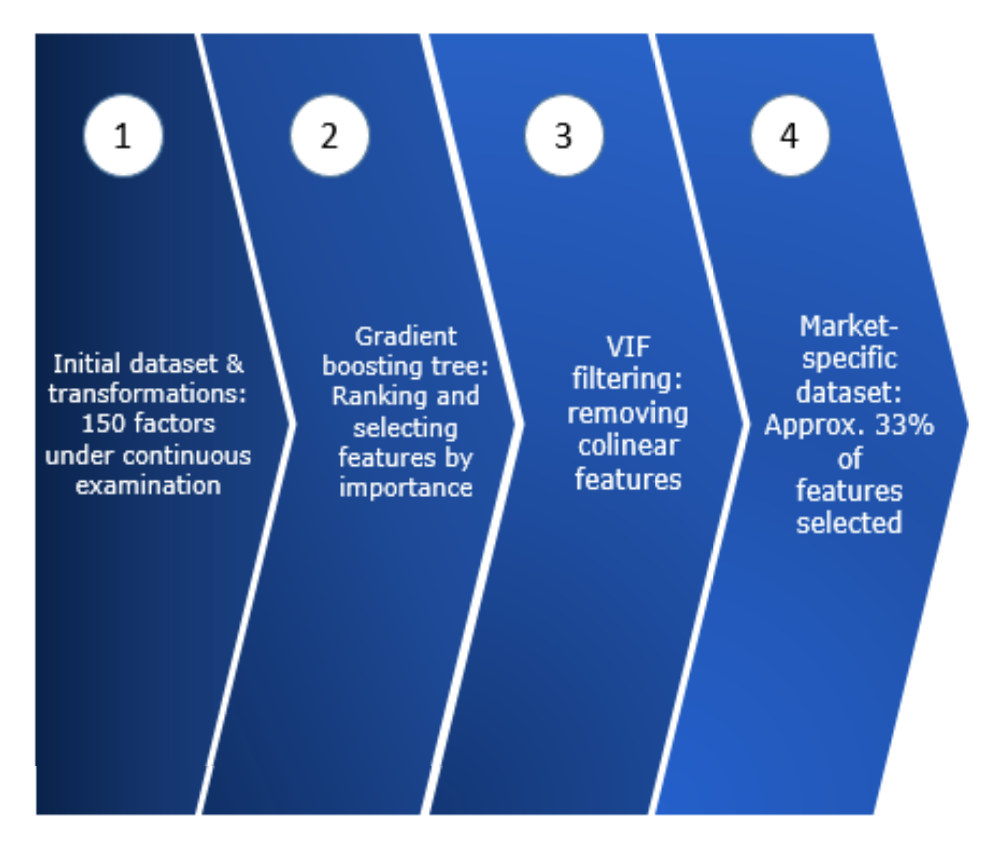 1
Initial dataset &
transformations:
150 factors
under continuous
examination
2
Gradient
boosting tree:
Ranking and
selecting
features by
importance
3
VIF
filtering:
removing
colinear
features
4
Market-
specific
dataset:
Approx. 33%
of
features
selected